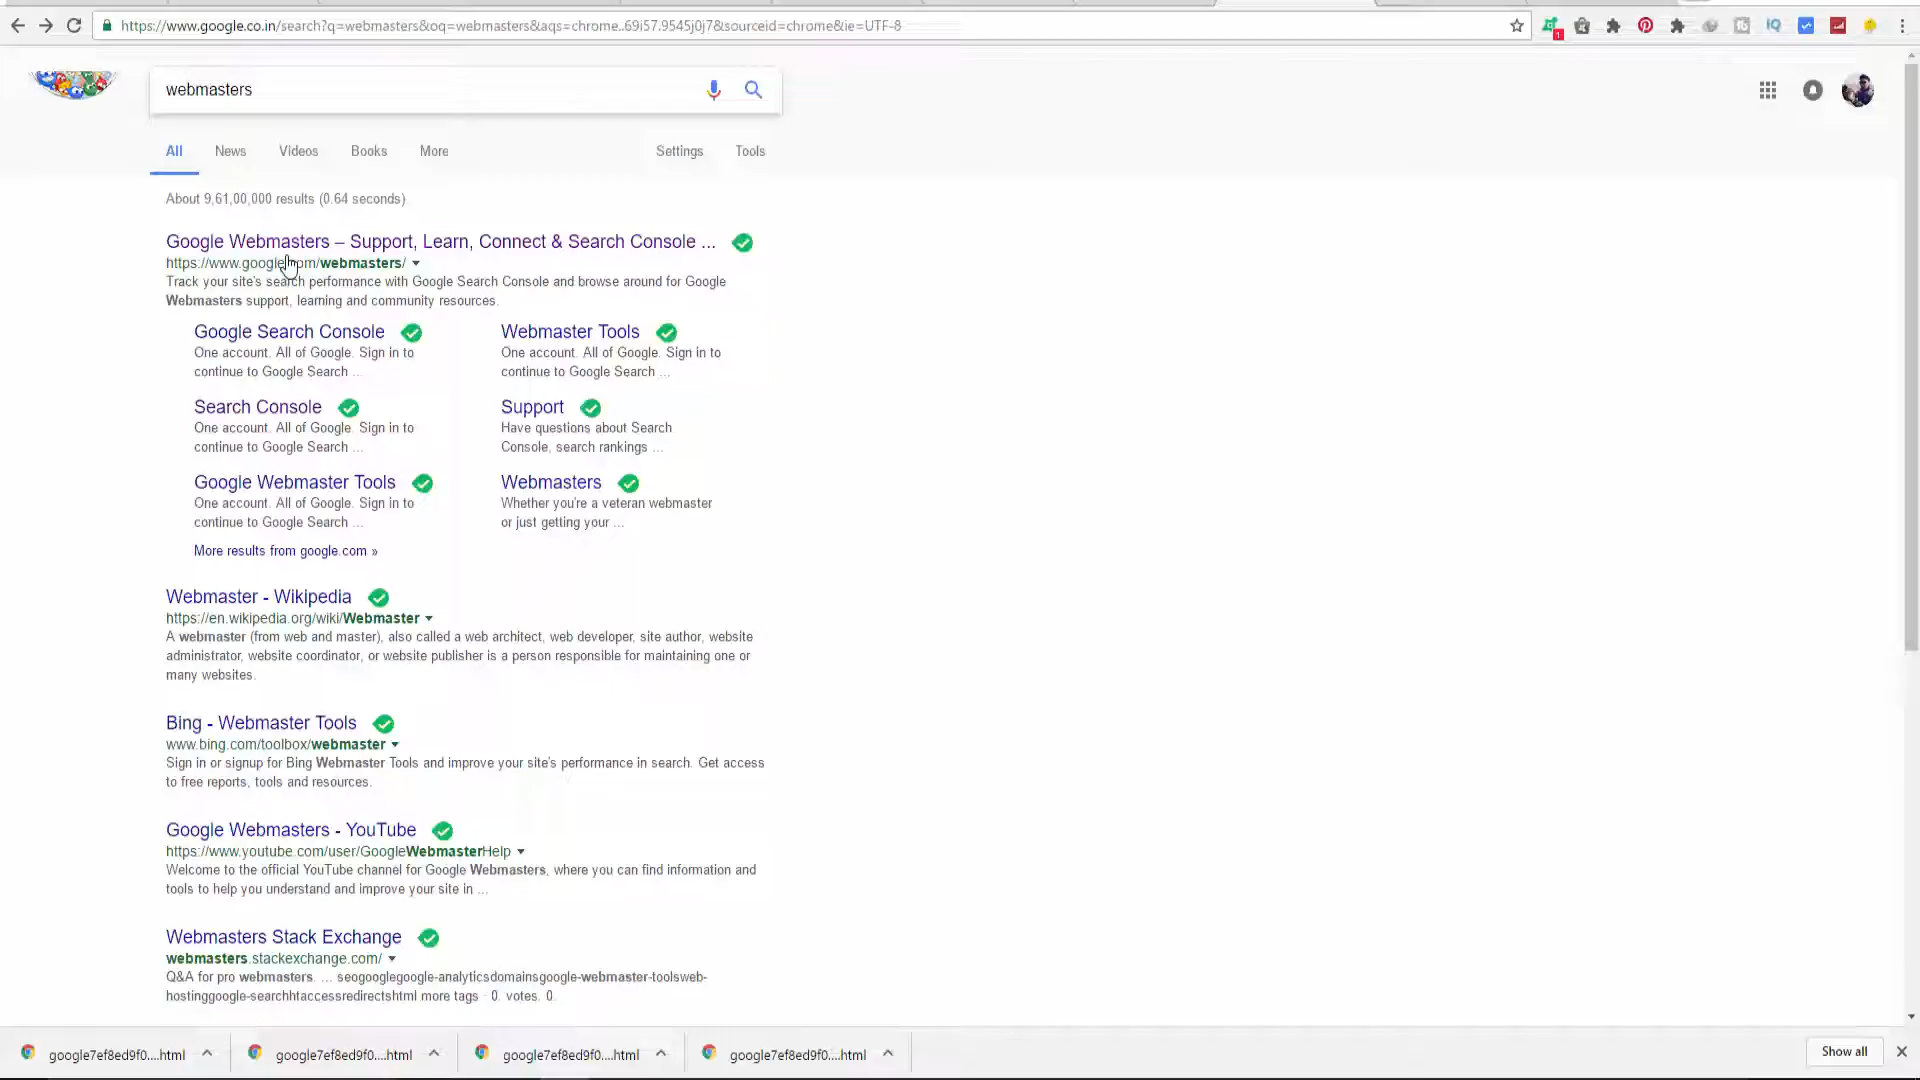 https://www.google.co.in/search?q=webmasters&oq=webmasters&aqs=chrome..69i57.9545j0j7&sourceid=chrome&ie=UTF-8
1
webmasters
All News Videos Books More Settings Tools
About 9,61,00,000 results (0.64 seconds)
Google Webmasters – Support, Learn, Connect & Search Console ...
https://www.google.com/webmasters/
Track your site's search performance with Google Search Console and browse around for Google
Webmasters support, learning and community resources.
Google Search Console
One account. All of Google. Sign in to
continue to Google Search ...
Webmaster Tools
One account. All of Google. Sign in to
continue to Google Search ...
Search Console
One account. All of Google. Sign in to
continue to Google Search ...
Support
Have questions about Search
Console, search rankings ...
Google Webmaster Tools
One account. All of Google. Sign in to
continue to Google Search ...
Webmasters
Whether you're a veteran webmaster
or just getting your ...
More results from google.com »
Webmaster - Wikipedia
https://en.wikipedia.org/wiki/Webmaster
A webmaster (from web and master), also called a web architect, web developer, site author, website
administrator, website coordinator, or website publisher is a person responsible for maintaining one or
many websites.
Bing - Webmaster Tools
www.bing.com/toolbox/webmaster
Sign in or signup for Bing Webmaster Tools and improve your site's performance in search. Get access
to free reports, tools and resources.
Google Webmasters - YouTube
https://www.youtube.com/user/GoogleWebmasterHelp
Welcome to the official YouTube channel for Google Webmasters, where you can find information and
tools to help you understand and improve your site in ...
Webmasters Stack Exchange
webmasters.stackexchange.com/
Q&A for pro webmasters. ... seogooglegoogle-analyticsdomainsgoogle-webmaster-toolsweb-
hostinggoogle-searchhtaccessredirectshtml more tags · 0. votes. 0.
google7ef8ed9f0....html google7ef8ed9f0....html google7ef8ed9f0....html google7ef8ed9f0....html Show all